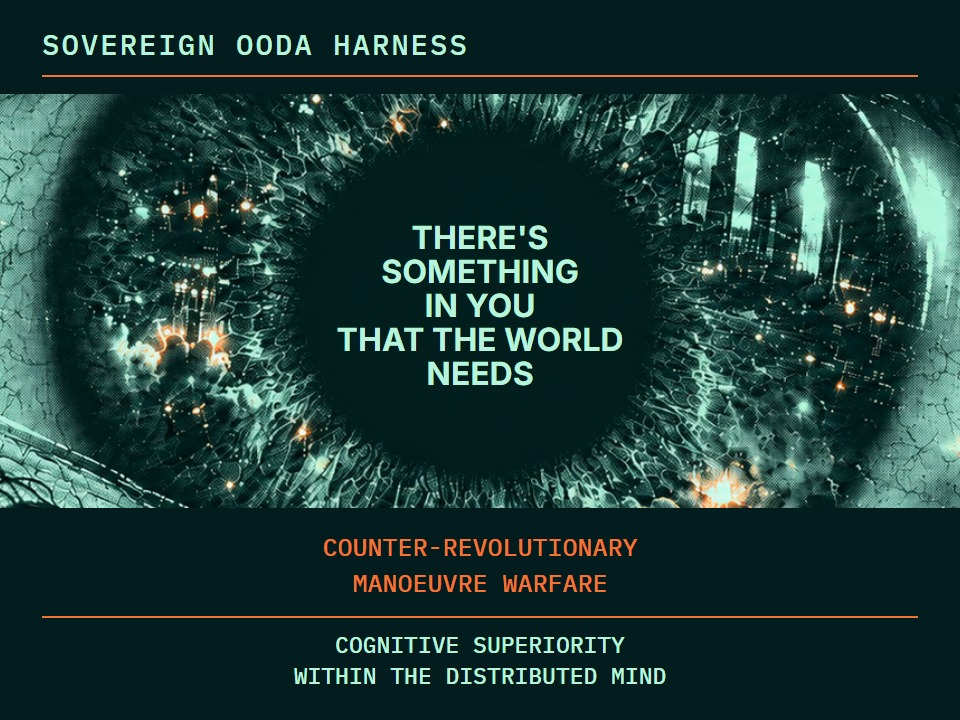 SOVEREIGN OODA HARNESS
THERE'S
SOMETHING
IN YOU
THAT THE WORLD
NEEDS
COUNTER-REVOLUTIONARY
MANOEUVRE WARFARE
COGNITIVE SUPERIORITY
WITHIN THE DISTRIBUTED MIND